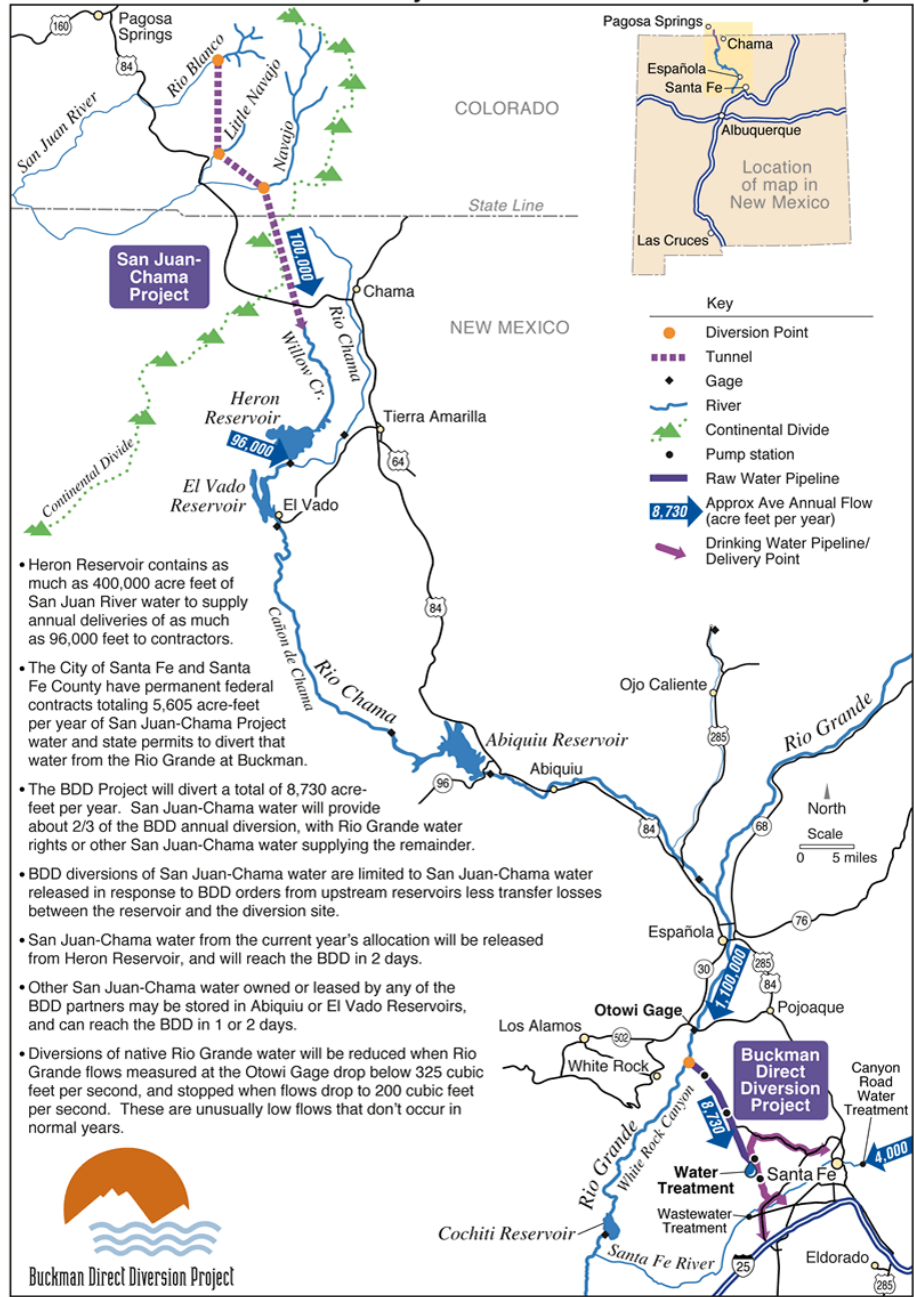 160
Pagosa
Springs
84
Rio Blanco
Little Navajo
Navajo
San Juan River
COLORADO
State Line
San Juan-
Chama
Project
100,000
Chama
NEW MEXICO
Rio Chama
Willow Cr.
Heron
Reservoir
96,000
Tierra Amarilla
64
El Vado
Reservoir
El Vado
Continental Divide
84
Cañon de Chama
Rio Chama
Abiquiu Reservoir
96
Abiquiu
84
Ojo Caliente
285
Rio Grande
68
North
Scale
0 5 miles
76
Española
30
285
84
1,100,000
Otowi Gage
Pojoaque
Los Alamos
502
White Rock
Buckman
Direct
Diversion
Project
Canyon
Road
Water
Treatment
8,730
4,000
Rio Grande
White Rock Canyon
Water
Treatment
Santa Fe
Wastewater
Treatment
Cochiti Reservoir
Santa Fe River
25
Eldorado
285
Pagosa Springs
Chama
Española
Santa Fe
Albuquerque
Location
of map in
New Mexico
Las Cruces
Key
Diversion Point
Tunnel
Gage
River
Continental Divide
Pump station
Raw Water Pipeline
8,730 Approx Ave Annual Flow
(acre feet per year)
Drinking Water Pipeline/
Delivery Point
• Heron Reservoir contains as
much as 400,000 acre feet of
San Juan River water to supply
annual deliveries of as much
as 96,000 feet to contractors.
• The City of Santa Fe and Santa
Fe County have permanent federal
contracts totaling 5,605 acre-feet
per year of San Juan-Chama Project
water and state permits to divert that
water from the Rio Grande at Buckman.
• The BDD Project will divert a total of 8,730 acre-
feet per year. San Juan-Chama water will provide
about 2/3 of the BDD annual diversion, with Rio Grande water
rights or other San Juan-Chama water supplying the remainder.
• BDD diversions of San Juan-Chama water are limited to San Juan-Chama water
released in response to BDD orders from upstream reservoirs less transfer losses
between the reservoir and the diversion site.
• San Juan-Chama water from the current year's allocation will be released
from Heron Reservoir, and will reach the BDD in 2 days.
• Other San Juan-Chama water owned or leased by any of the
BDD partners may be stored in Abiquiu or El Vado Reservoirs,
and can reach the BDD in 1 or 2 days.
• Diversions of native Rio Grande water will be reduced when Rio
Grande flows measured at the Otowi Gage drop below 325 cubic
feet per second, and stopped when flows drop to 200 cubic feet
per second. These are unusually low flows that don't occur in
normal years.
Buckman Direct Diversion Project